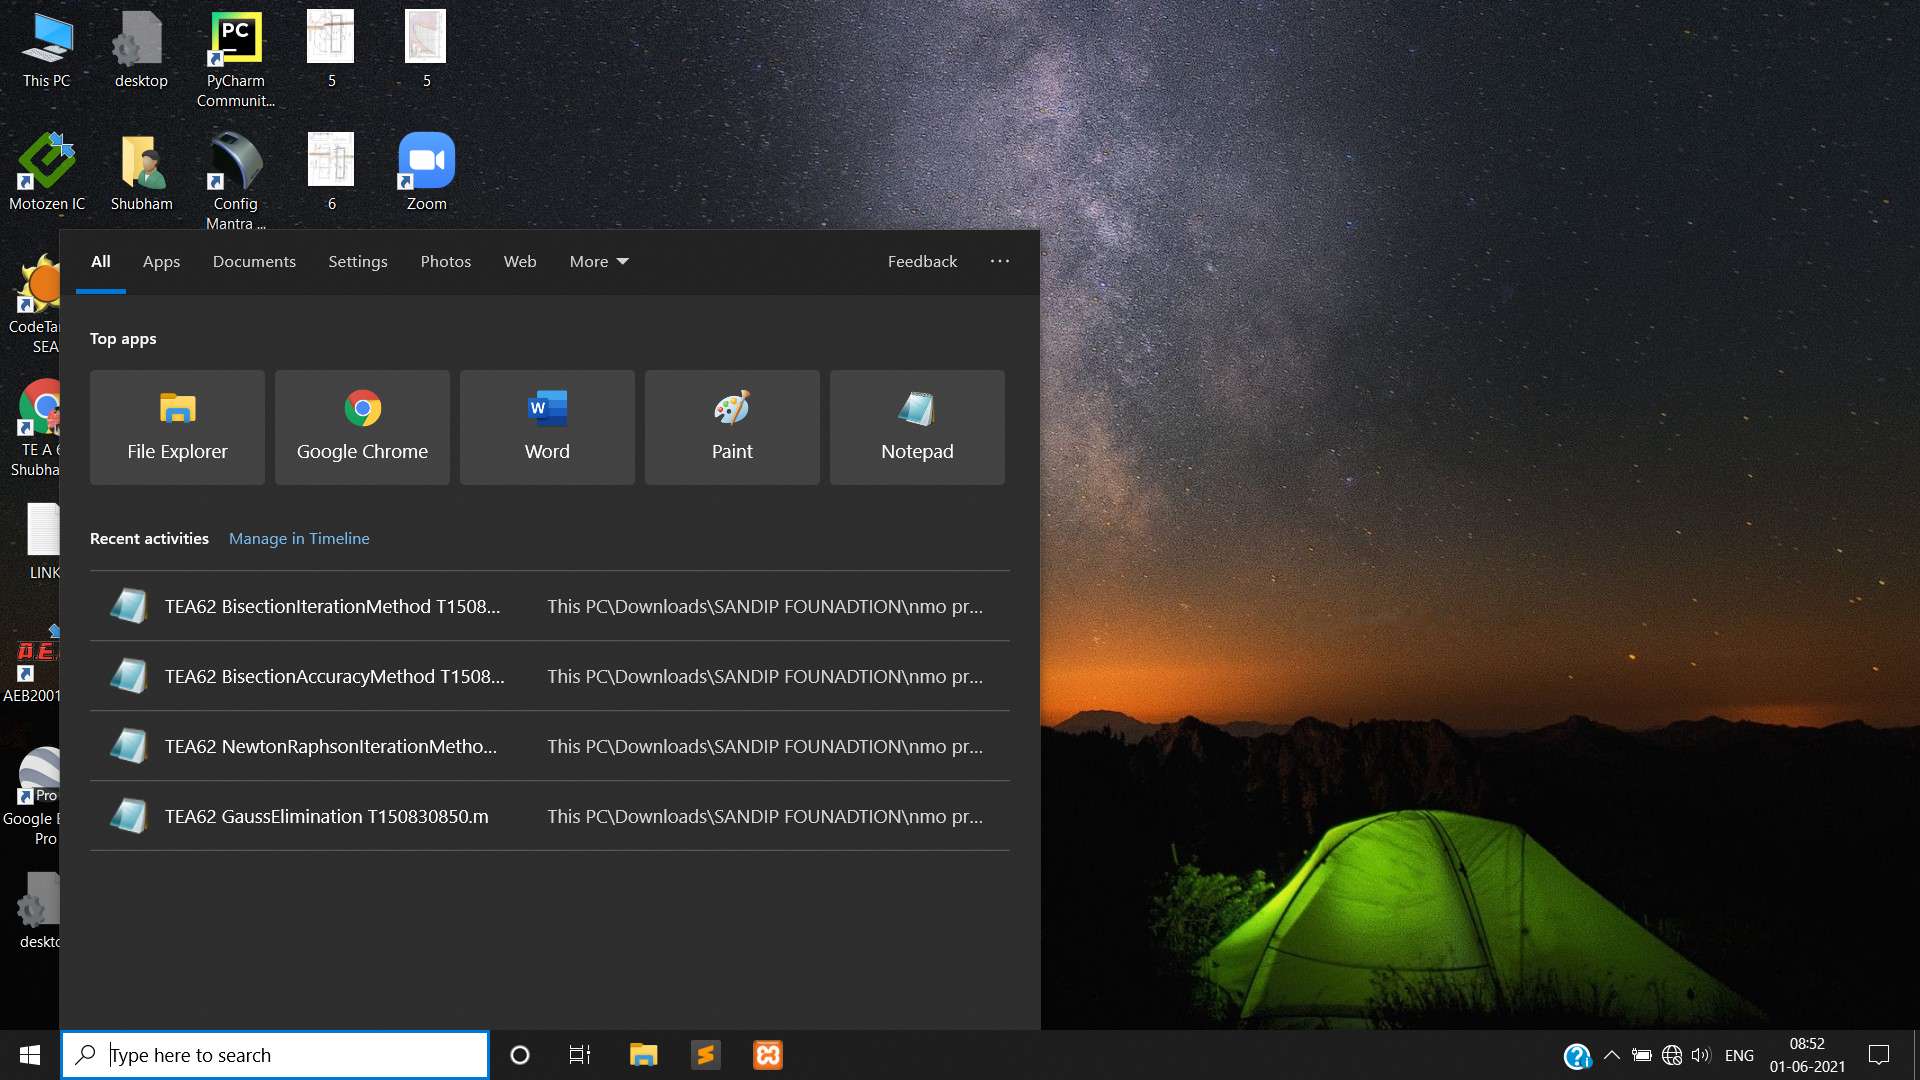 This PC
desktop
PC
PyCharm
Communit...
5
5
Motozen IC
Shubham
Config
Mantra ...
6
Zoom
CodeTa
SEA
TE A 6
Shubha
LINK
AEB2001
Pro
Google E
Pro
deskto
All Apps Documents Settings Photos Web More Feedback
Top apps
File Explorer
Google Chrome
W
Word
Paint
Notepad
Recent activities Manage in Timeline
TEA62 BisectionIterationMethod T1508... This PC\Downloads\SANDIP FOUNADTION\nmo pr...
TEA62 BisectionAccuracyMethod T1508... This PC\Downloads\SANDIP FOUNADTION\nmo pr...
TEA62 NewtonRaphsonIterationMetho... This PC\Downloads\SANDIP FOUNADTION\nmo pr...
TEA62 GaussElimination T150830850.m This PC\Downloads\SANDIP FOUNADTION\nmo pr...
Type here to search
ENG
08:52
01-06-2021